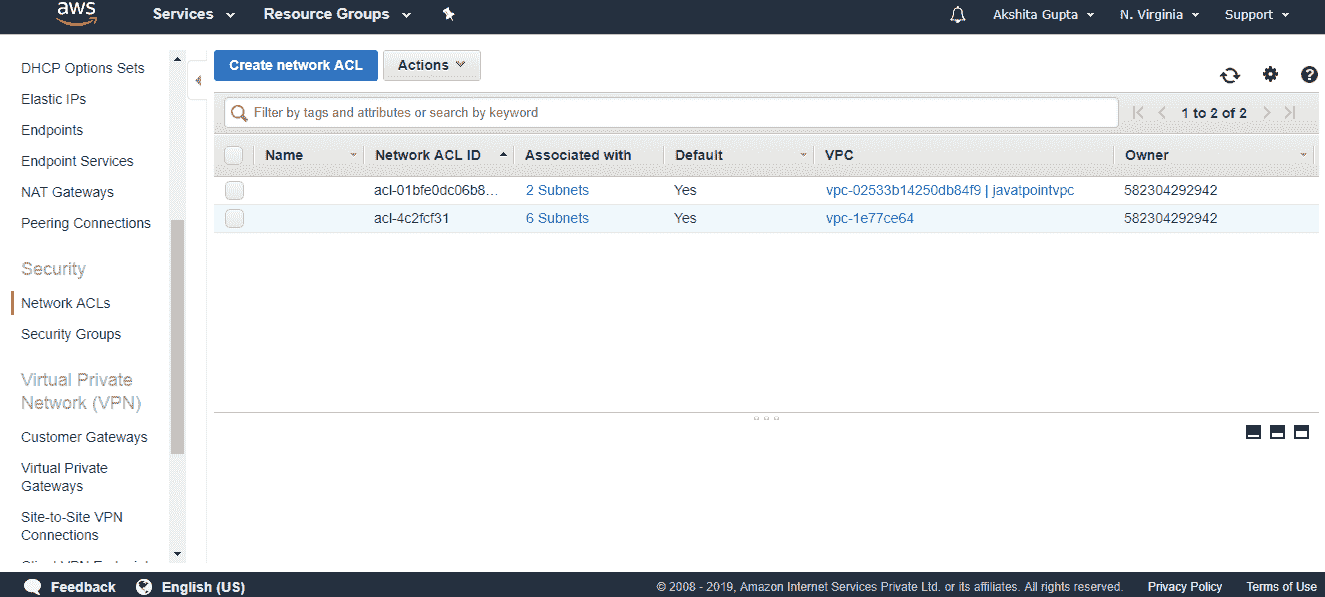 aws Services Resource Groups Akshita Gupta N. Virginia Support
DHCP Options Sets
Elastic IPs
Endpoints
Endpoint Services
NAT Gateways
Peering Connections
Security
Network ACLs
Security Groups
Virtual Private
Network (VPN)
Customer Gateways
Virtual Private
Gateways
Site-to-Site VPN
Connections
Create network ACL Actions
Filter by tags and attributes or search by keyword 1 to 2 of 2
Name Network ACL ID Associated with Default VPC Owner
acl-01bfe0dc06b8... 2 Subnets Yes vpc-02533b14250db84f9 | javatpointvpc 582304292942
acl-4c2fcf31 6 Subnets Yes vpc-1e77ce64 582304292942
Feedback English (US) © 2008 - 2019, Amazon Internet Services Private Ltd. or its affiliates. All rights reserved. Privacy Policy Terms of Use